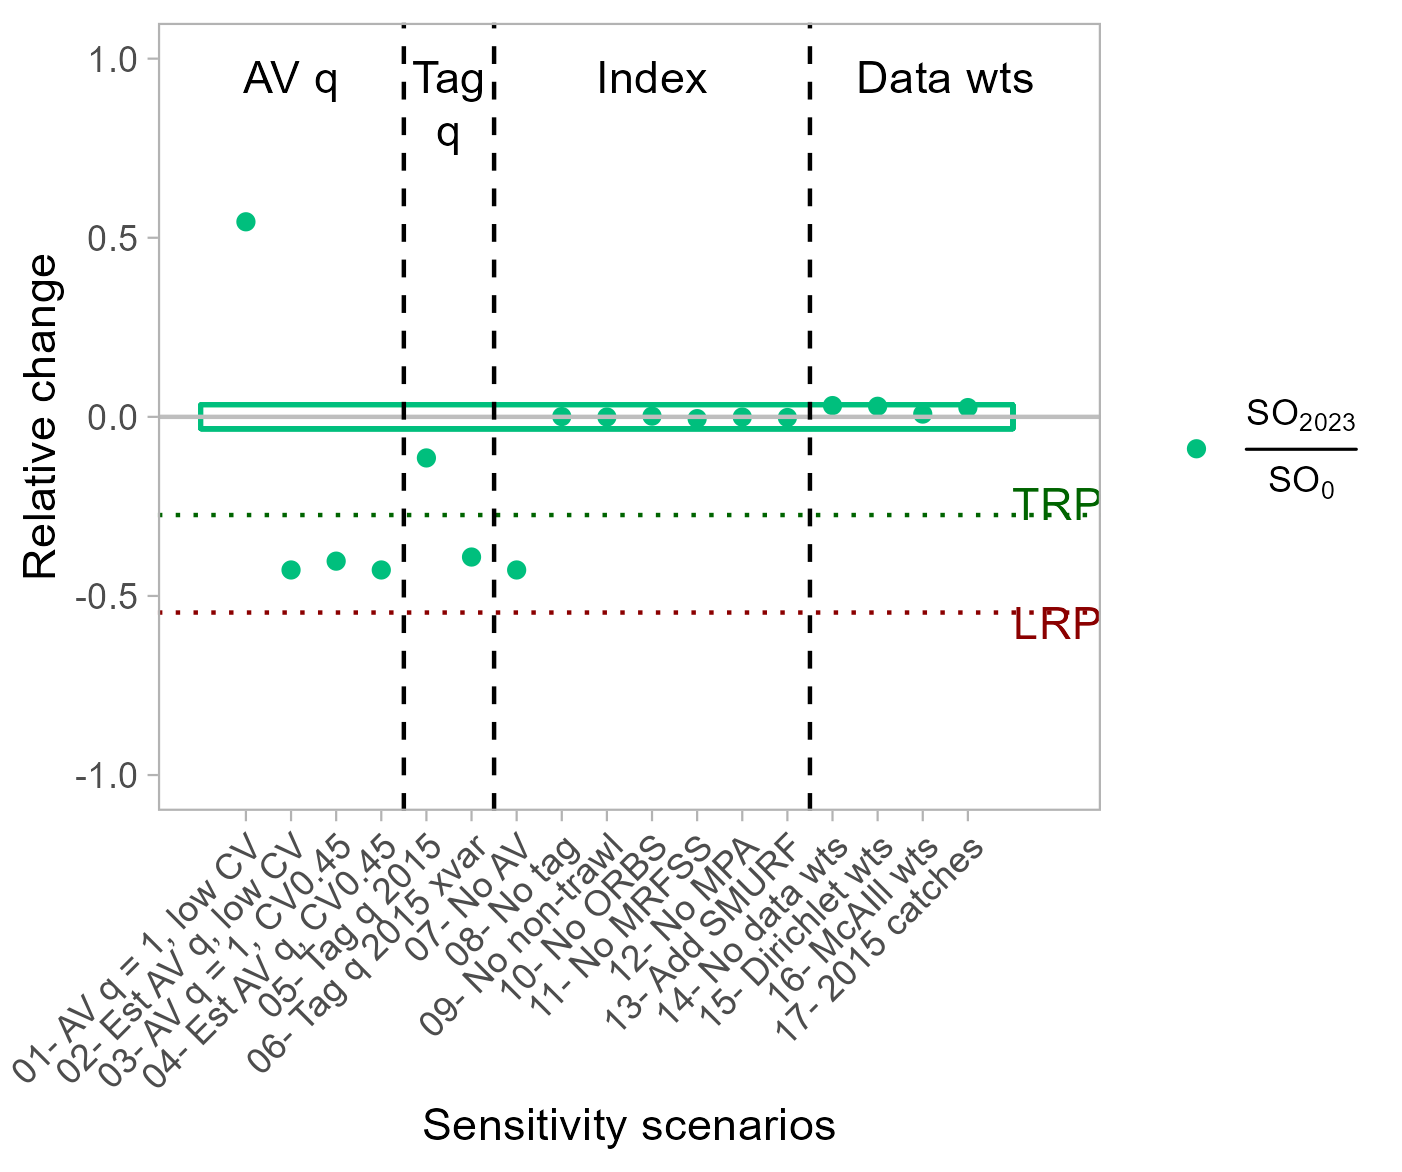 1.0
0.5
0.0
-0.5
-1.0
Relative change
AV q
Tag
q
Index
Data wts
TRP
LRP
01- AV q = 1, low CV
02- Est AV q, low CV
03- AV q = 1, CV0.45
04- Est AV q, CV0.45
05- Tag q 2015
06- Tag q 2015 xvar
07- No AV
08- No tag
09- No non-trawl
10- No ORBS
11- No MRFSS
12- No MPA
13- Add SMURF
14- No data wts
15- Dirichlet wts
16- McAlll wts
17- 2015 catches
Sensitivity scenarios
SO2023
SO0